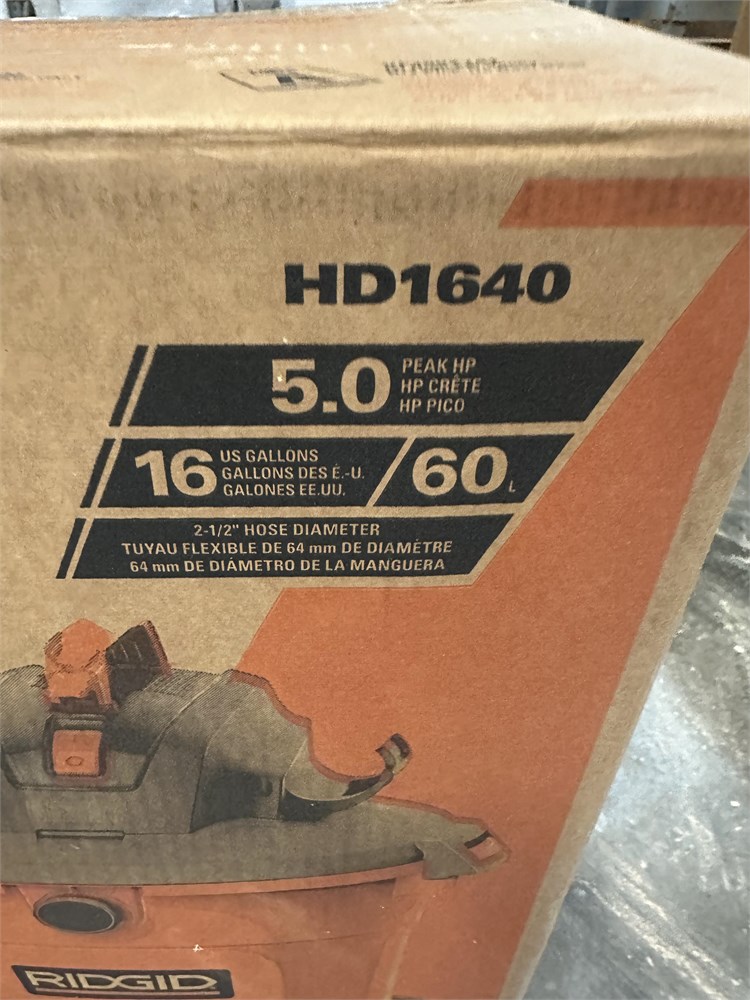 HD1640
5.0 PEAK HP
HP CRÊTE
HP PICO
16 US GALLONS
GALLONS DES É.-U.
GALONES EE.UU.
60 L
2-1/2" HOSE DIAMETER
TUYAU FLEXIBLE DE 64 mm DE DIAMÈTRE
64 mm DE DIÁMETRO DE LA MANGUERA
RIDGID